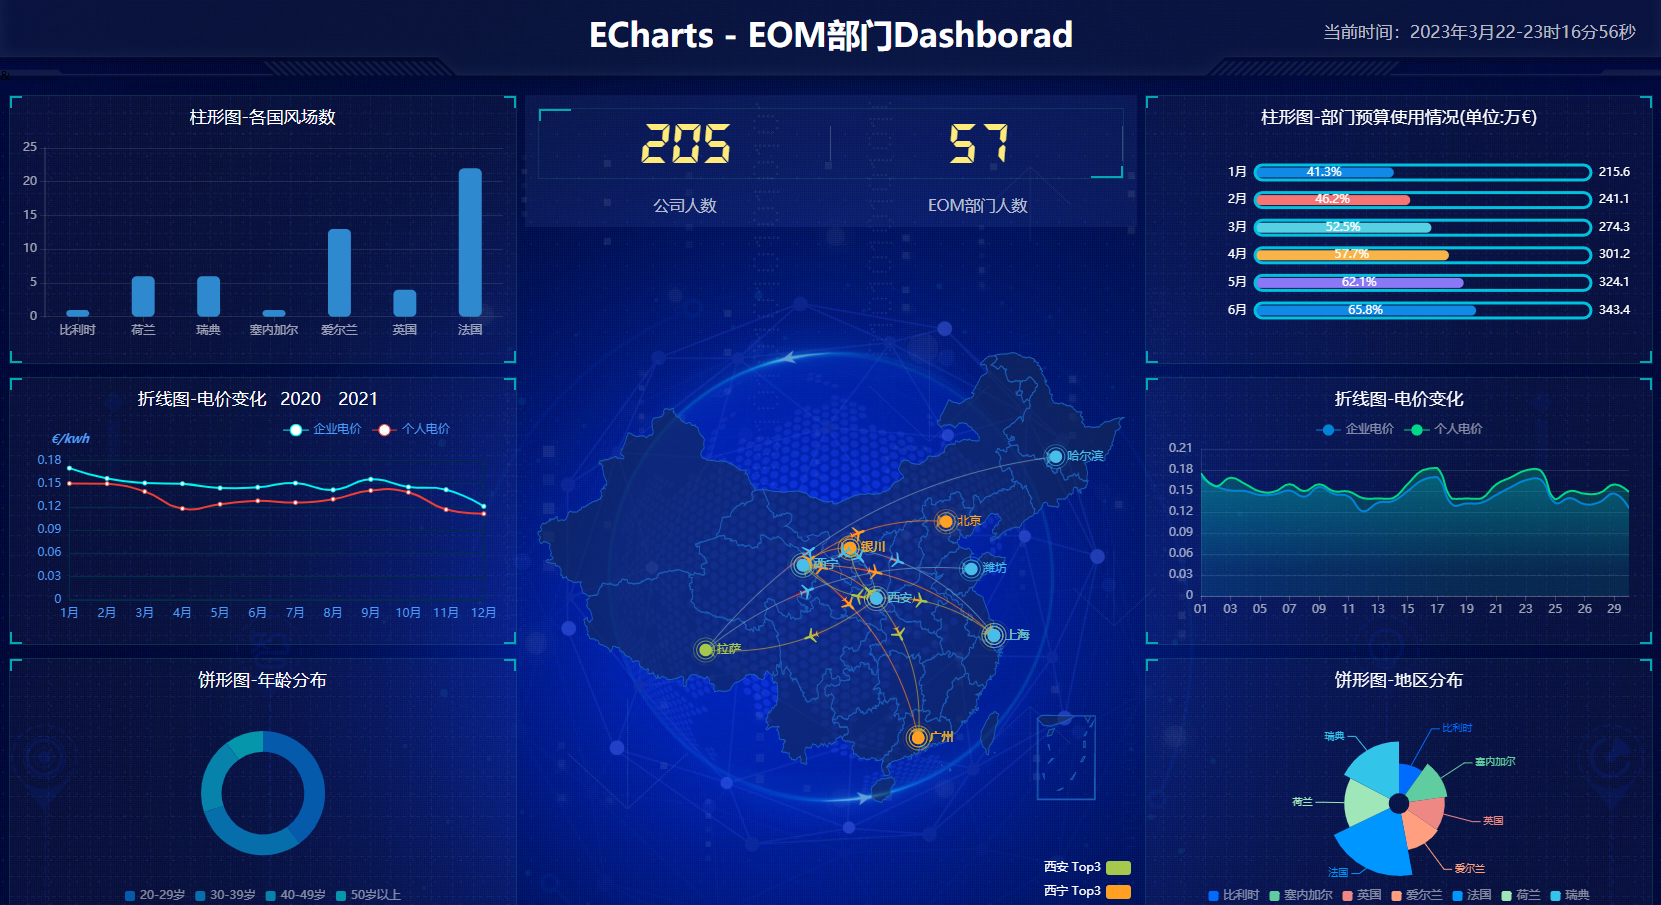 ECharts - EOM部门Dashborad
当前时间：2023年3月22-23时16分56秒
柱形图-各国风场数
25
20
15
10
5
0
比利时 荷兰 瑞典 塞内加尔 爱尔兰 英国 法国
折线图-电价变化 2020 2021
企业电价 个人电价
€/kwh
0.18
0.15
0.12
0.09
0.06
0.03
0
1月 2月 3月 4月 5月 6月 7月 8月 9月 10月 11月 12月
饼形图-年龄分布
20-29岁 30-39岁 40-49岁 50岁以上
205 57
公司人数 EOM部门人数
哈尔滨
北京
银川
西宁
潍坊
西安
上海
拉萨
广州
西安 Top3
西宁 Top3
柱形图-部门预算使用情况(单位:万€)
1月 41.3% 215.6
2月 46.2% 241.1
3月 52.5% 274.3
4月 57.7% 301.2
5月 62.1% 324.1
6月 65.8% 343.4
折线图-电价变化
企业电价 个人电价
0.21
0.18
0.15
0.12
0.09
0.06
0.03
0
01 03 05 07 09 11 13 15 17 19 21 23 25 26 29
饼形图-地区分布
比利时
瑞典
塞内加尔
荷兰
英国
爱尔兰
法国
比利时 塞内加尔 英国 爱尔兰 法国 荷兰 瑞典